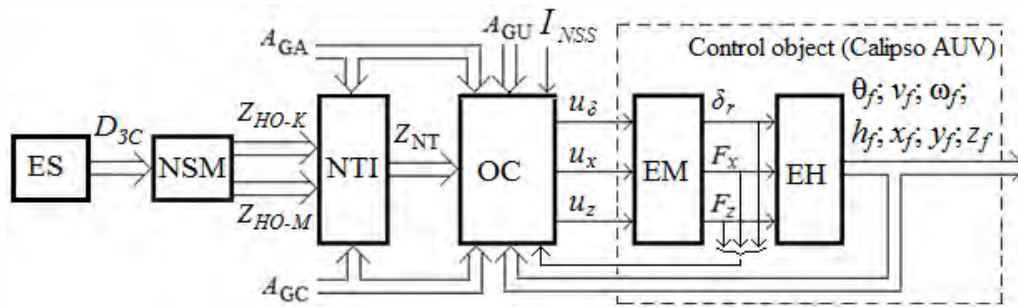 A_GA
A_GU
I_NSS
Control object (Calipso AUV)
D_3C
Z_HO-K
Z_NT
u_δ
δ_r
θ_f; v_f; ω_f;
h_f, x_f, y_f, z_f
ES
NSM
NTI
OC
u_x
EM
F_x
EH
Z_HO-M
u_z
F_z
A_GC